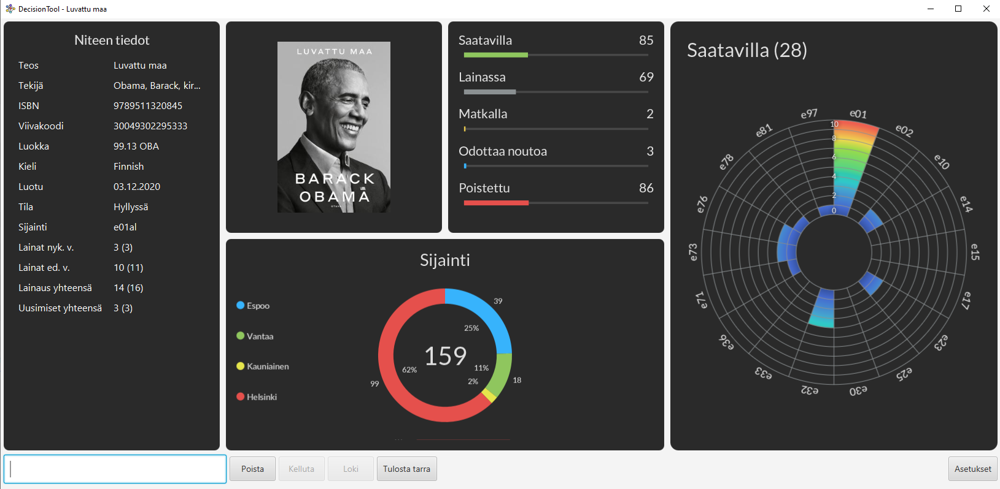 DecisionTool - Luvattu maa
Niteen tiedot
Teos Luvattu maa
Tekijä Obama, Barack, kir...
ISBN 9789511320845
Viivakoodi 30049302295333
Luokka 99.13 OBA
Kieli Finnish
Luotu 03.12.2020
Tila Hyllyssä
Sijainti e01al
Lainat nyk. v. 3 (3)
Lainat ed. v. 10 (11)
Lainaus yhteensä 14 (16)
Uusimiset yhteensä 3 (3)
LUVATTU MAA
BARACK
OBAMA
OTAVA
Saatavilla 85
Lainassa 69
Matkalla 2
Odottaa noutoa 3
Poistettu 86
Sijainti
Espoo
Vantaa
Kauniainen
Helsinki
39
25%
159
11%
62%
2%
18
99
Saatavilla (28)
e01
e02
e10
e14
e15
e17
e23
e25
e30
e32
e33
e36
e71
e73
e76
e78
e81
e97
10
8
6
4
2
0
Poista
Kelluta
Loki
Tulosta tarra
Asetukset